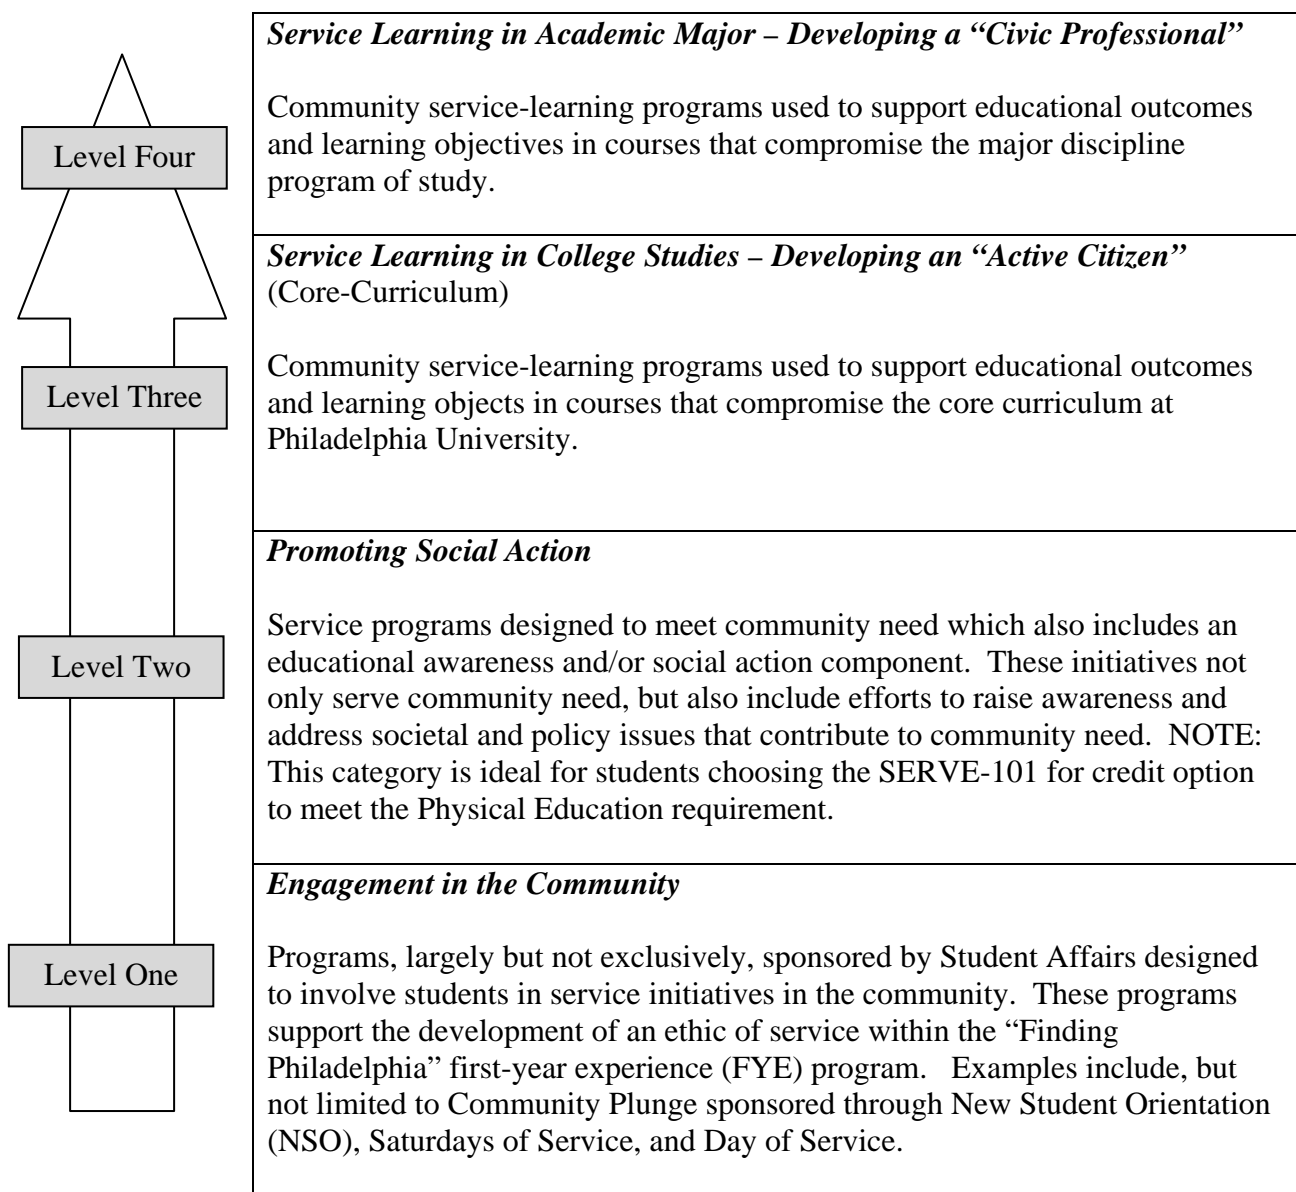 Service Learning in Academic Major – Developing a “Civic Professional”
Community service-learning programs used to support educational outcomes
and learning objectives in courses that compromise the major discipline
program of study.
Level Four
Service Learning in College Studies – Developing an “Active Citizen”
(Core-Curriculum)
Community service-learning programs used to support educational outcomes
and learning objects in courses that compromise the core curriculum at
Philadelphia University.
Level Three
Promoting Social Action
Service programs designed to meet community need which also includes an
educational awareness and/or social action component.  These initiatives not
only serve community need, but also include efforts to raise awareness and
address societal and policy issues that contribute to community need.  NOTE:
This category is ideal for students choosing the SERVE-101 for credit option
to meet the Physical Education requirement.
Level Two
Engagement in the Community
Programs, largely but not exclusively, sponsored by Student Affairs designed
to involve students in service initiatives in the community.  These programs
support the development of an ethic of service within the “Finding
Philadelphia” first-year experience (FYE) program.   Examples include, but
not limited to Community Plunge sponsored through New Student Orientation
(NSO), Saturdays of Service, and Day of Service.
Level One